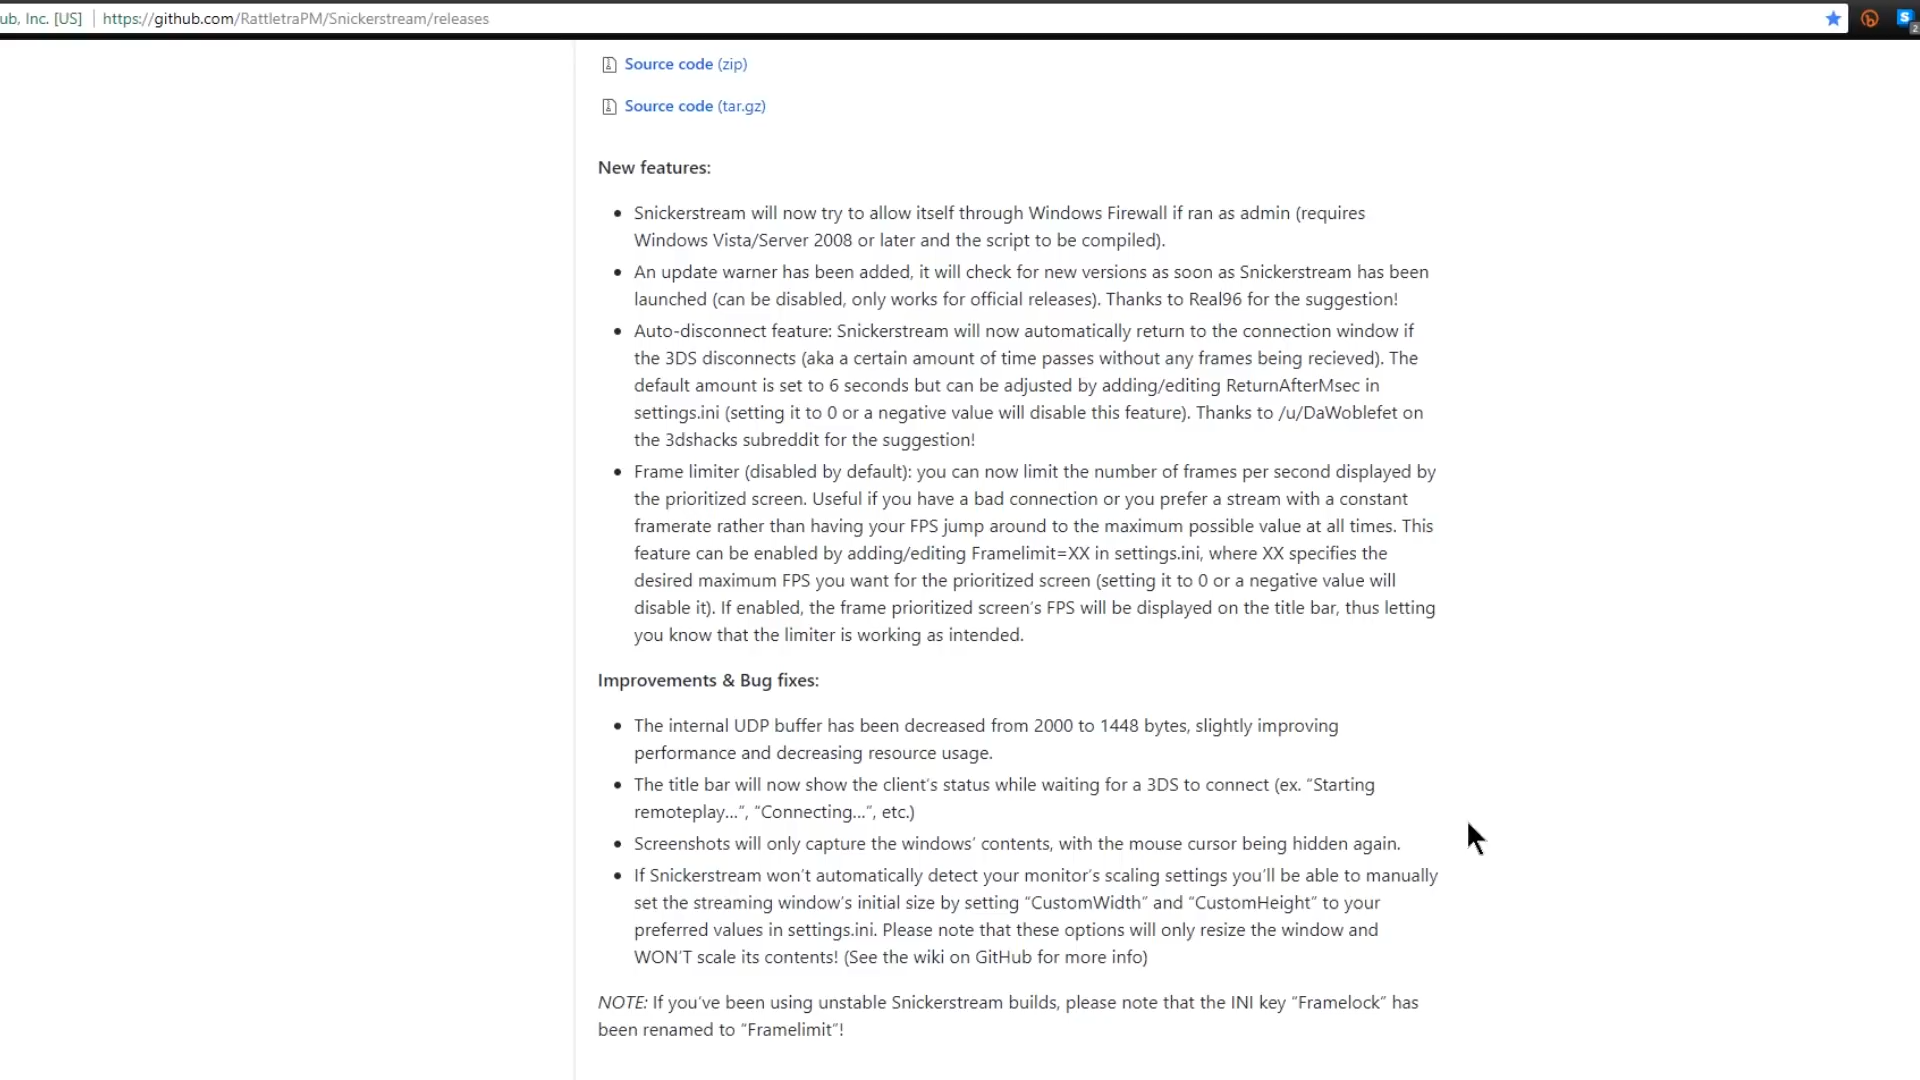 ub, Inc. [US] | https://github.com/RattletraPM/Snickerstream/releases
2
Source code (zip)
Source code (tar.gz)
New features:
• Snickerstream will now try to allow itself through Windows Firewall if ran as admin (requires
Windows Vista/Server 2008 or later and the script to be compiled).
• An update warner has been added, it will check for new versions as soon as Snickerstream has been
launched (can be disabled, only works for official releases). Thanks to Real96 for the suggestion!
• Auto-disconnect feature: Snickerstream will now automatically return to the connection window if
the 3DS disconnects (aka a certain amount of time passes without any frames being recieved). The
default amount is set to 6 seconds but can be adjusted by adding/editing ReturnAfterMsec in
settings.ini (setting it to 0 or a negative value will disable this feature). Thanks to /u/DaWoblefet on
the 3dshacks subreddit for the suggestion!
• Frame limiter (disabled by default): you can now limit the number of frames per second displayed by
the prioritized screen. Useful if you have a bad connection or you prefer a stream with a constant
framerate rather than having your FPS jump around to the maximum possible value at all times. This
feature can be enabled by adding/editing Framelimit=XX in settings.ini, where XX specifies the
desired maximum FPS you want for the prioritized screen (setting it to 0 or a negative value will
disable it). If enabled, the frame prioritized screen's FPS will be displayed on the title bar, thus letting
you know that the limiter is working as intended.
Improvements & Bug fixes:
• The internal UDP buffer has been decreased from 2000 to 1448 bytes, slightly improving
performance and decreasing resource usage.
• The title bar will now show the client's status while waiting for a 3DS to connect (ex. “Starting
remoteplay...”, “Connecting...”, etc.)
• Screenshots will only capture the windows' contents, with the mouse cursor being hidden again.
• If Snickerstream won't automatically detect your monitor's scaling settings you'll be able to manually
set the streaming window's initial size by setting “CustomWidth” and “CustomHeight” to your
preferred values in settings.ini. Please note that these options will only resize the window and
WON'T scale its contents! (See the wiki on GitHub for more info)
NOTE: If you've been using unstable Snickerstream builds, please note that the INI key “Framelock” has
been renamed to “Framelimit”!